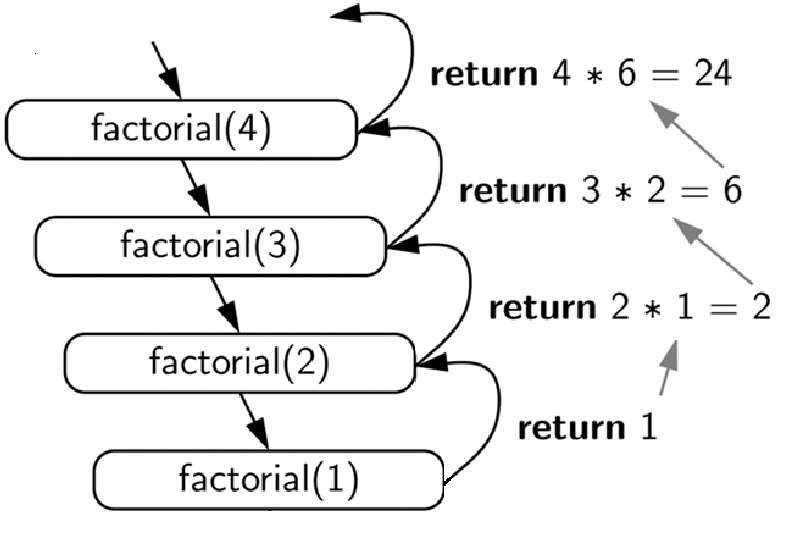 return 4 * 6 = 24
factorial(4)
return 3 * 2 = 6
factorial(3)
return 2 * 1 = 2
factorial(2)
return 1
factorial(1)